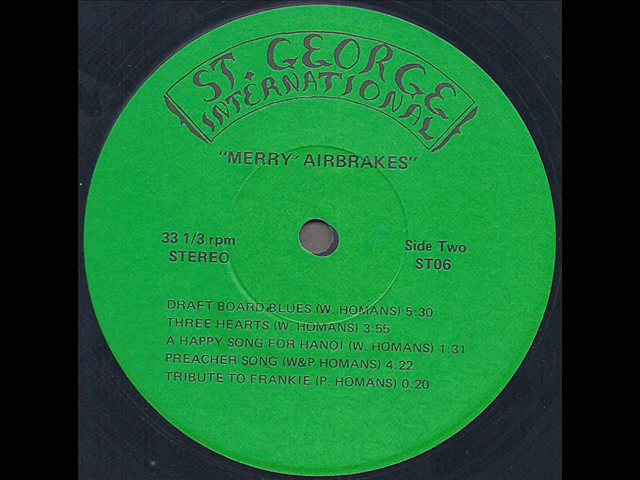 ST. GEORGE
INTERNATIONAL
"MERRY AIRBRAKES"
33 1/3 rpm
STEREO
Side Two
ST06
DRAFT BOARD BLUES (W. HOMANS) 5:30
THREE HEARTS (W. HOMANS) 3:55
A HAPPY SONG FOR HANOI (W. HOMANS) 1:31
PREACHER SONG (W&P HOMANS) 4:22
TRIBUTE TO FRANKIE (P. HOMANS) 0:20